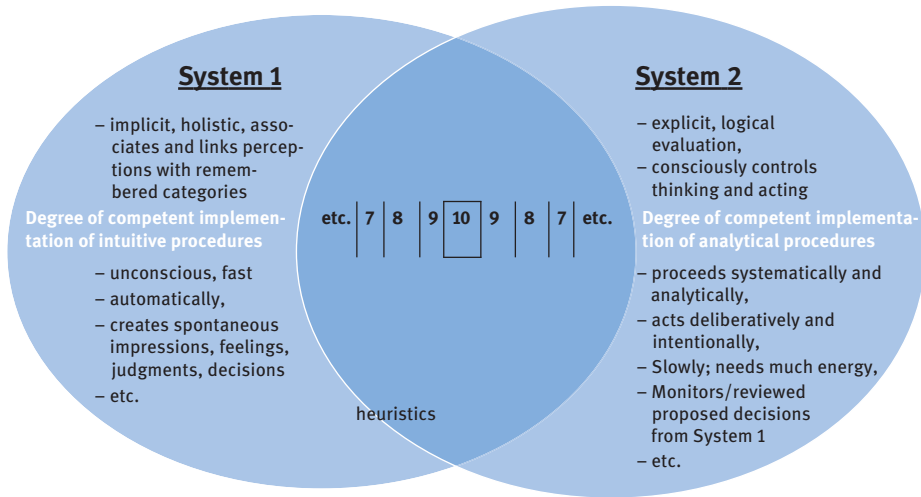 System 1
– implicit, holistic, asso-
ciates and links percep-
tions with remem-
bered categories
Degree of competent implemen-
tation of intuitive procedures
– unconscious, fast
– automatically,
– creates spontaneous
impressions, feelings,
judgments, decisions
– etc.
etc. 7 8 9 10 9 8 7 etc.
heuristics
System 2
– explicit, logical
evaluation,
– consciously controls
thinking and acting
Degree of competent implementa-
tion of analytical procedures
– proceeds systematically and
analytically,
– acts deliberatively and
intentionally,
– Slowly; needs much energy,
– Monitors/reviewed
proposed decisions
from System 1
– etc.